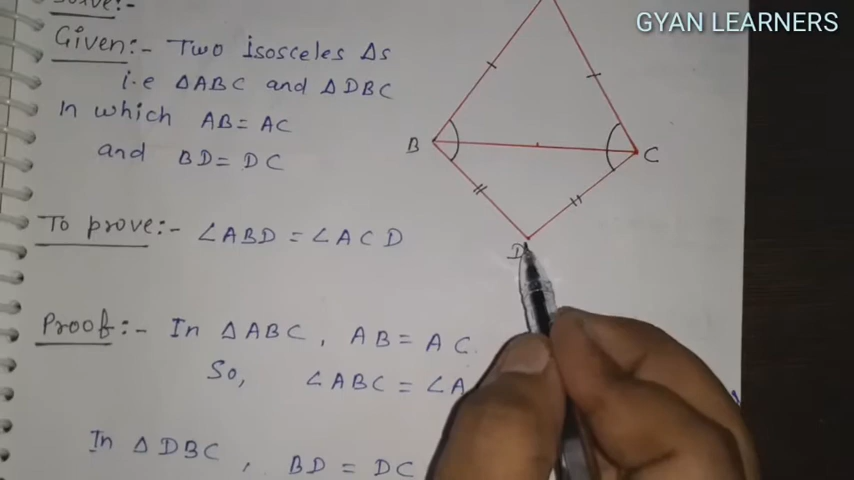 GYAN LEARNERS
Given:- Two isosceles Δs
i.e ΔABC and ΔDBC
in which AB = AC
and BD = DC
To prove:- ∠ABD = ∠ACD
Proof:- In ΔABC, AB = AC.
So, ∠ABC = ∠A
In ΔDBC, BD = DC
B
C
D